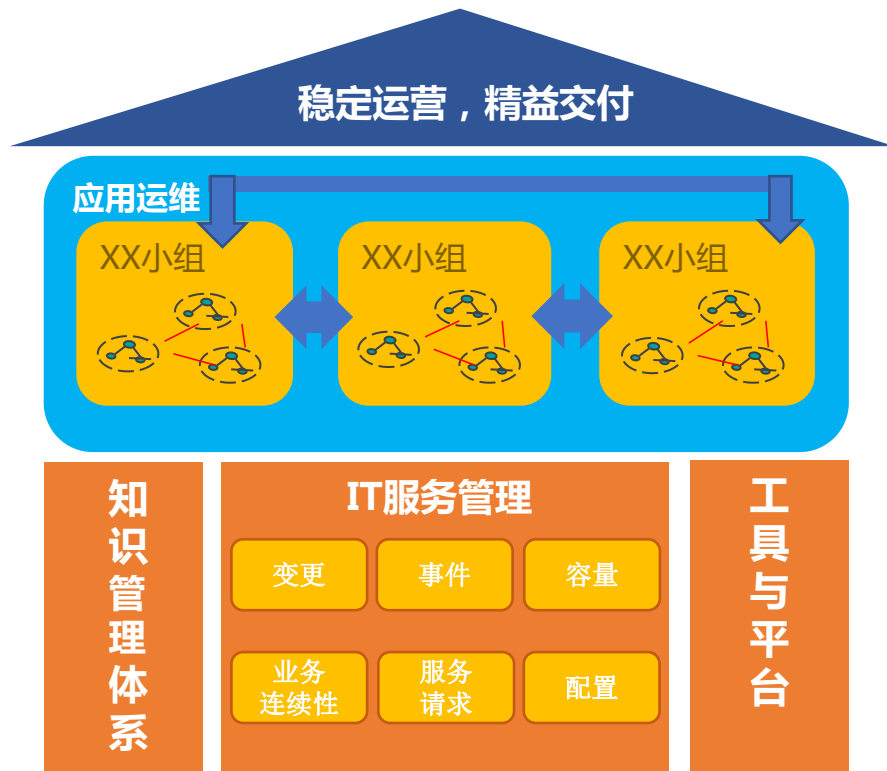 稳定运营，精益交付
应用运维
XX小组
XX小组
XX小组
知识管理体系
IT服务管理
变更
事件
容量
业务
连续性
服务
请求
配置
工具与平台